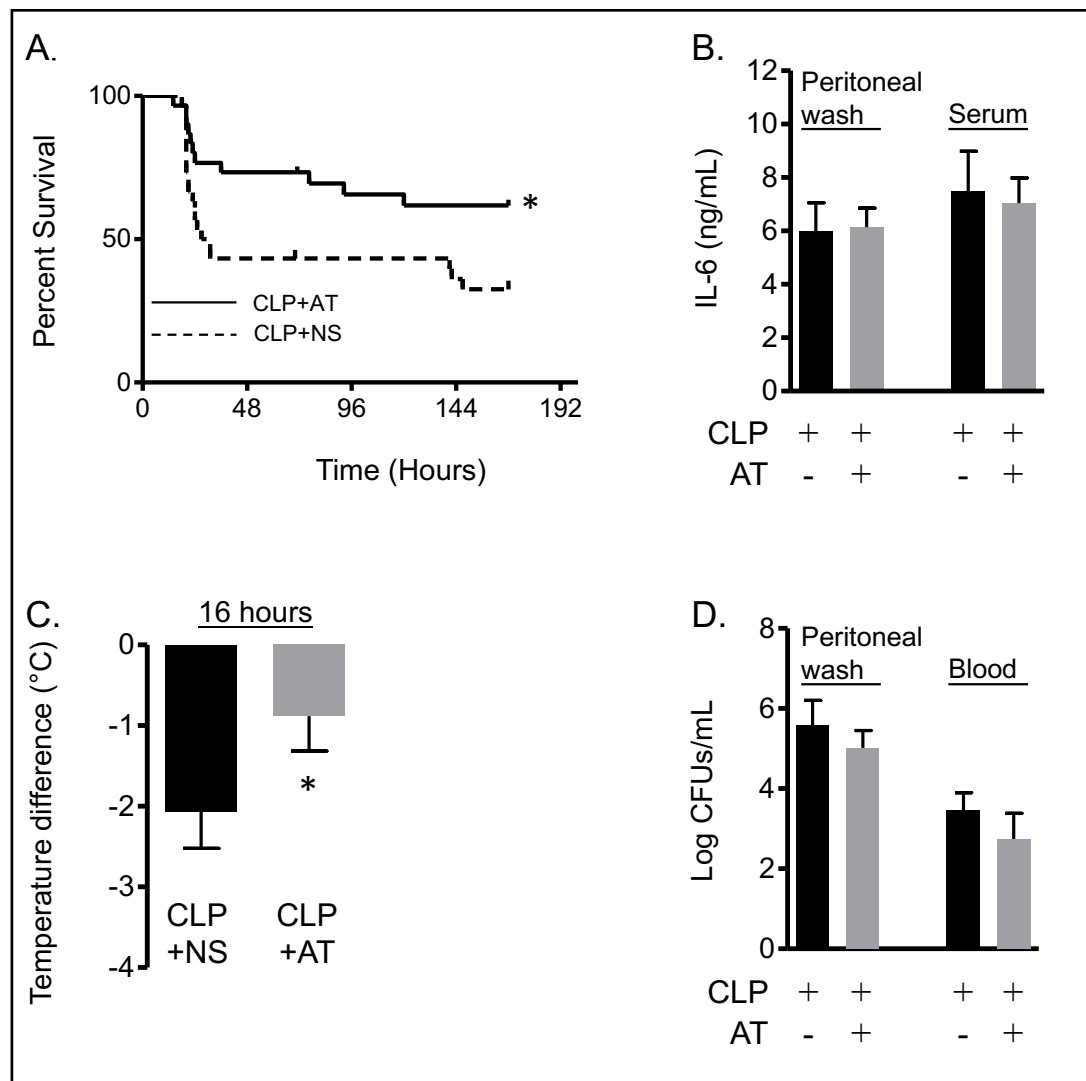 A.
100
50
0
0 48 96 144 192
Percent Survival
Time (Hours)
CLP+AT
CLP+NS
*
B.
12
10
8
6
4
2
0
IL-6 (ng/mL)
Peritoneal
wash
Serum
CLP + + + +
AT - + - +
C.
16 hours
0
-1
-2
-3
-4
Temperature difference (°C)
*
CLP
+NS
CLP
+AT
D.
8
6
4
2
0
Log CFUs/mL
Peritoneal
wash
Blood
CLP + + + +
AT - + - +